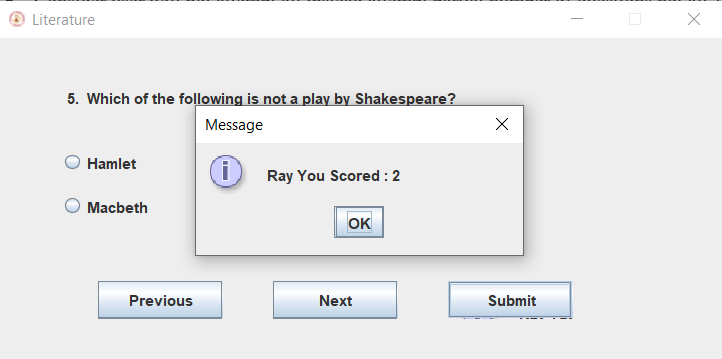 Literature
5. Which of the following is not a play by Shakespeare?
Message
Hamlet
Ray You Scored : 2
Macbeth
OK
Previous
Next
Submit